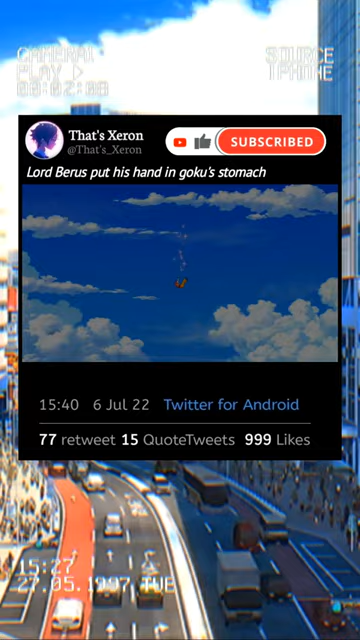 CAMERA1
PLAY
00:02:08
SOURCE
IPHONE
That's Xeron
@That's_Xeron
SUBSCRIBED
Lord Berus put his hand in goku's stomach
15:40 6 Jul 22 Twitter for Android
77 retweet 15 QuoteTweets 999 Likes
15:27
27.05.1997 TUE